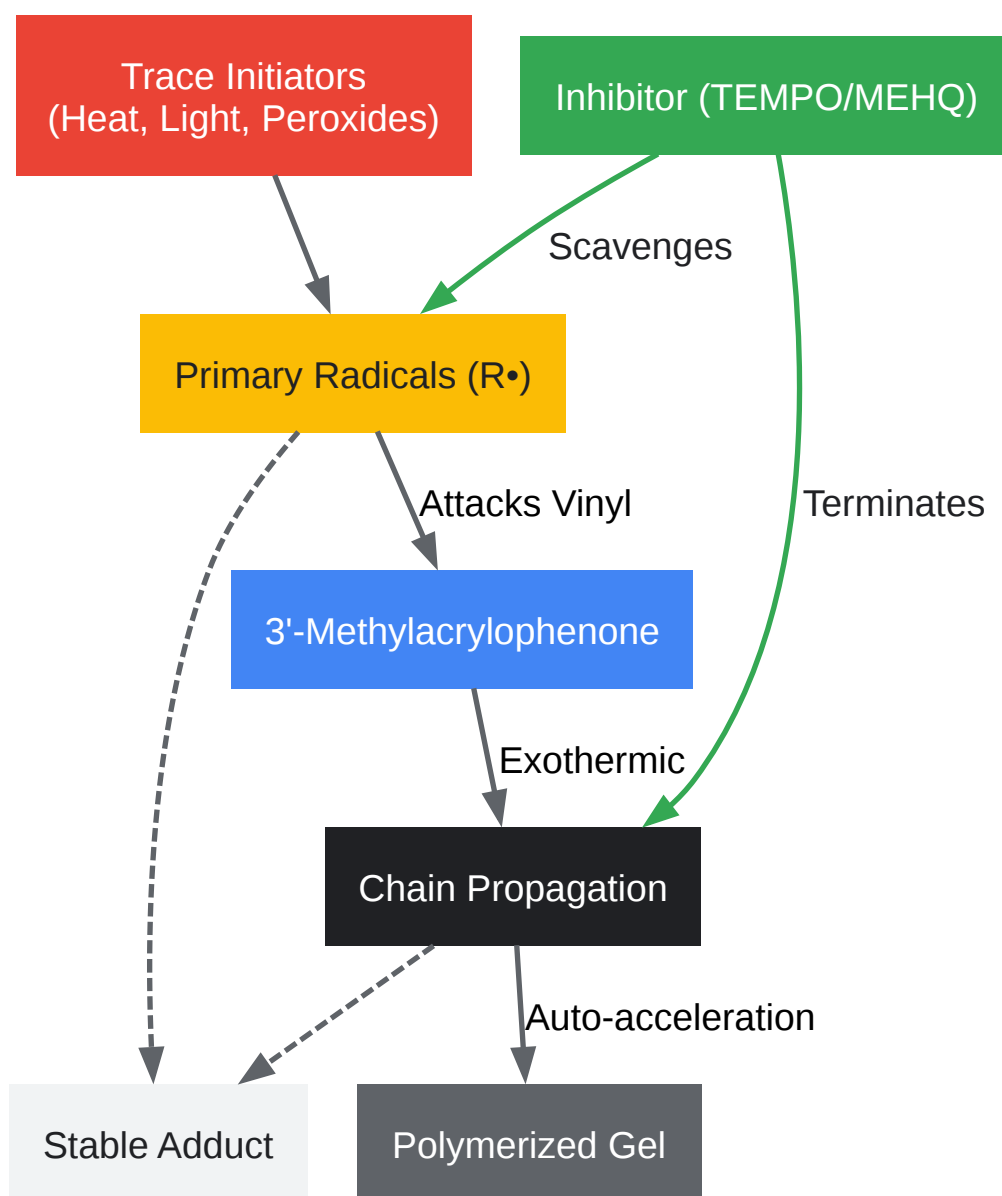 Trace Initiators
(Heat, Light, Peroxides)
Inhibitor (TEMPO/MEHQ)
Scavenges
Primary Radicals (R•)
Attacks Vinyl
Terminates
3'-Methylacrylophenone
Exothermic
Chain Propagation
Auto-acceleration
Stable Adduct
Polymerized Gel